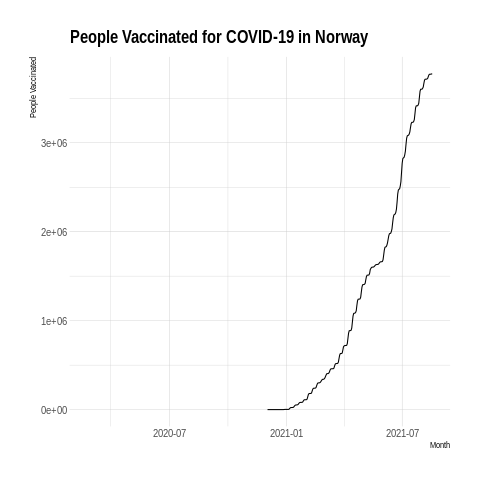 People Vaccinated for COVID-19 in Norway
People Vaccinated
3e+06
2e+06
1e+06
0e+00
2020-07 2021-01 2021-07
Month